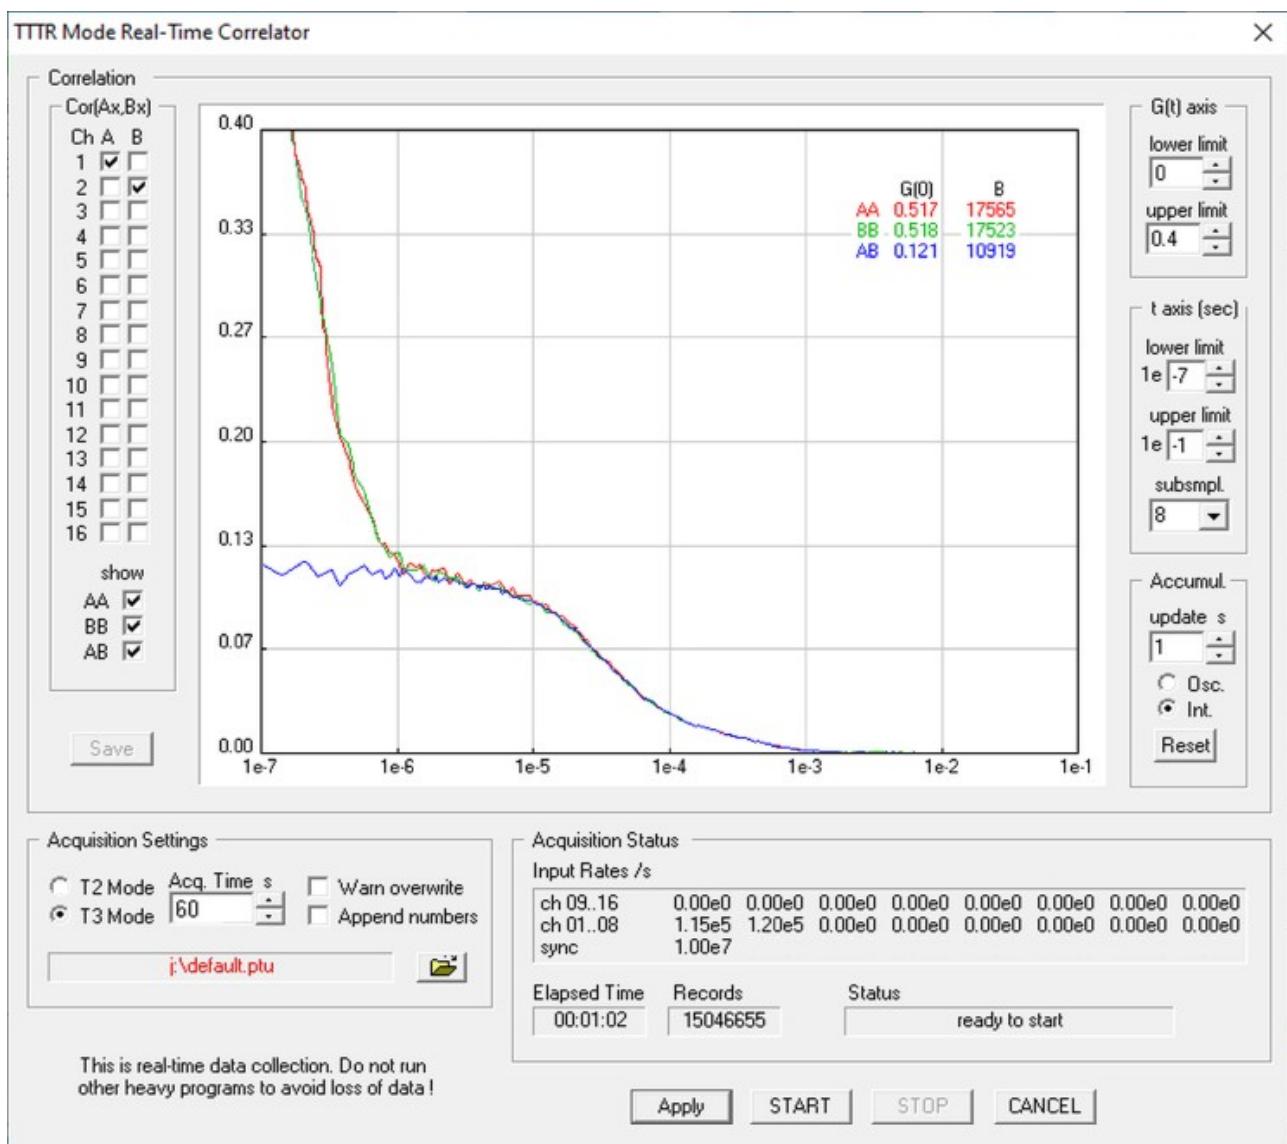 TTTR Mode Real-Time Correlator
Correlation
Cor(Ax,Bx)
Ch A B
1
2
3
4
5
6
7
8
9
10
11
12
13
14
15
16
show
AA
BB
AB
Save
0.40
0.33
0.27
0.20
0.13
0.07
0.00
1e-7 1e-6 1e-5 1e-4 1e-3 1e-2 1e-1
G(0) B
AA 0.517 17565
BB 0.518 17523
AB 0.121 10919
G(t) axis
lower limit
0
upper limit
0.4
t axis (sec)
lower limit
1e -7
upper limit
1e -1
subsmpl.
8
Accumul.
update s
1
Osc.
Int.
Reset
Acquisition Settings
T2 Mode
T3 Mode
Acq. Time s
60
Warn overwrite
Append numbers
j:\default.ptu
This is real-time data collection. Do not run
other heavy programs to avoid loss of data !
Acquisition Status
Input Rates /s
ch 09..16 0.00e0 0.00e0 0.00e0 0.00e0 0.00e0 0.00e0 0.00e0 0.00e0
ch 01..08 1.15e5 1.20e5 0.00e0 0.00e0 0.00e0 0.00e0 0.00e0 0.00e0
sync 1.00e7
Elapsed Time Records Status
00:01:02 15046655 ready to start
Apply START STOP CANCEL